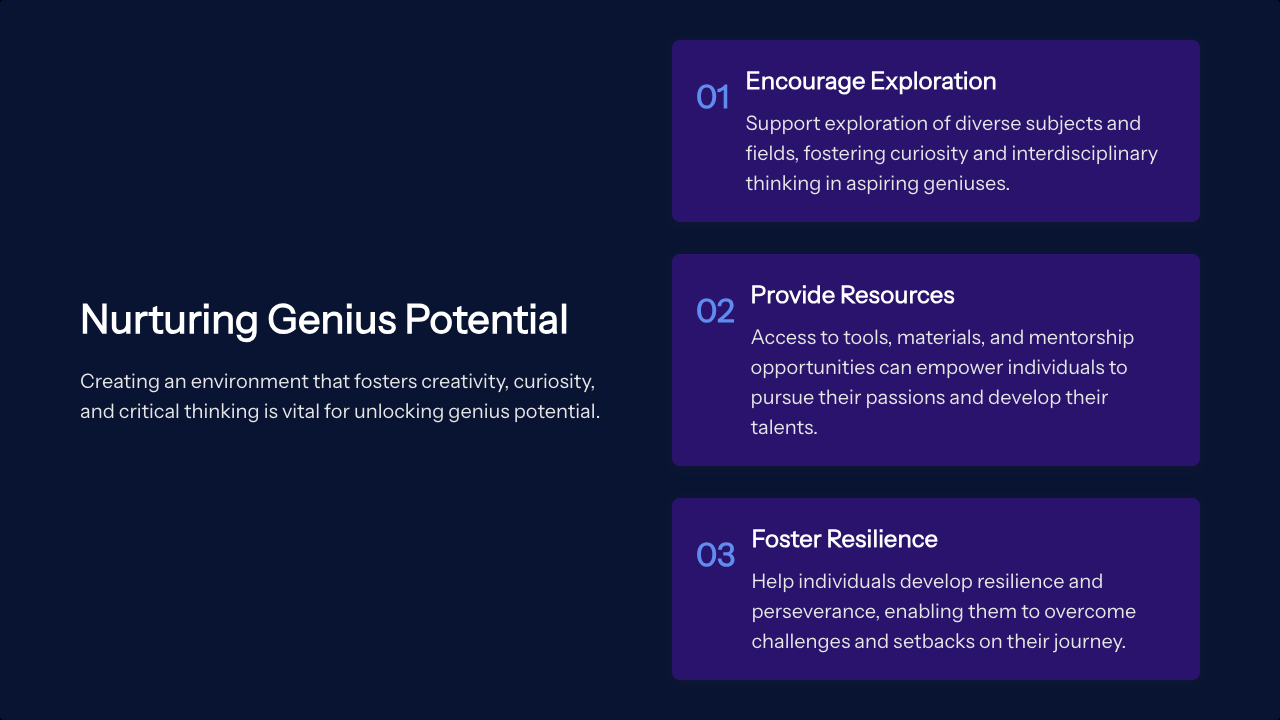 Nurturing Genius Potential
Creating an environment that fosters creativity, curiosity,
and critical thinking is vital for unlocking genius potential.
01
Encourage Exploration
Support exploration of diverse subjects and
fields, fostering curiosity and interdisciplinary
thinking in aspiring geniuses.
02
Provide Resources
Access to tools, materials, and mentorship
opportunities can empower individuals to
pursue their passions and develop their
talents.
03
Foster Resilience
Help individuals develop resilience and
perseverance, enabling them to overcome
challenges and setbacks on their journey.